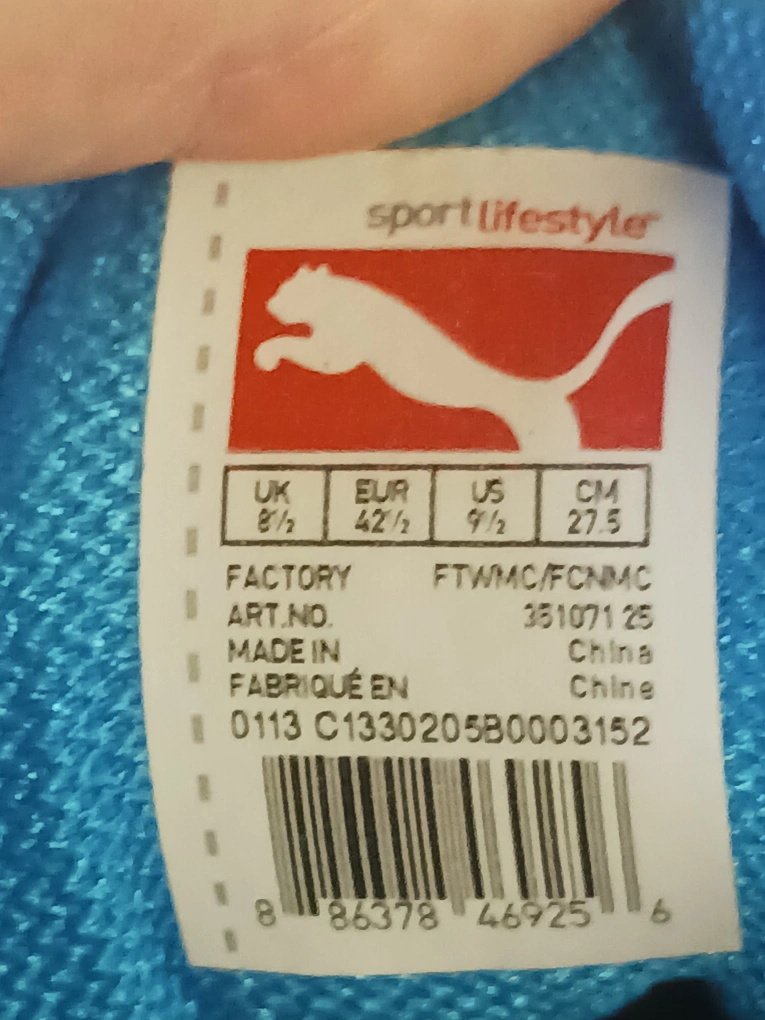 sportlifestyle
UK EUR US CM
8½ 42½ 9½ 27.5
FACTORY FTWMC/FCNMC
ART.NO. 351071 25
MADE IN China
FABRIQUÉ EN Chine
0113 C1330205B0003152
8 86378 46925 6